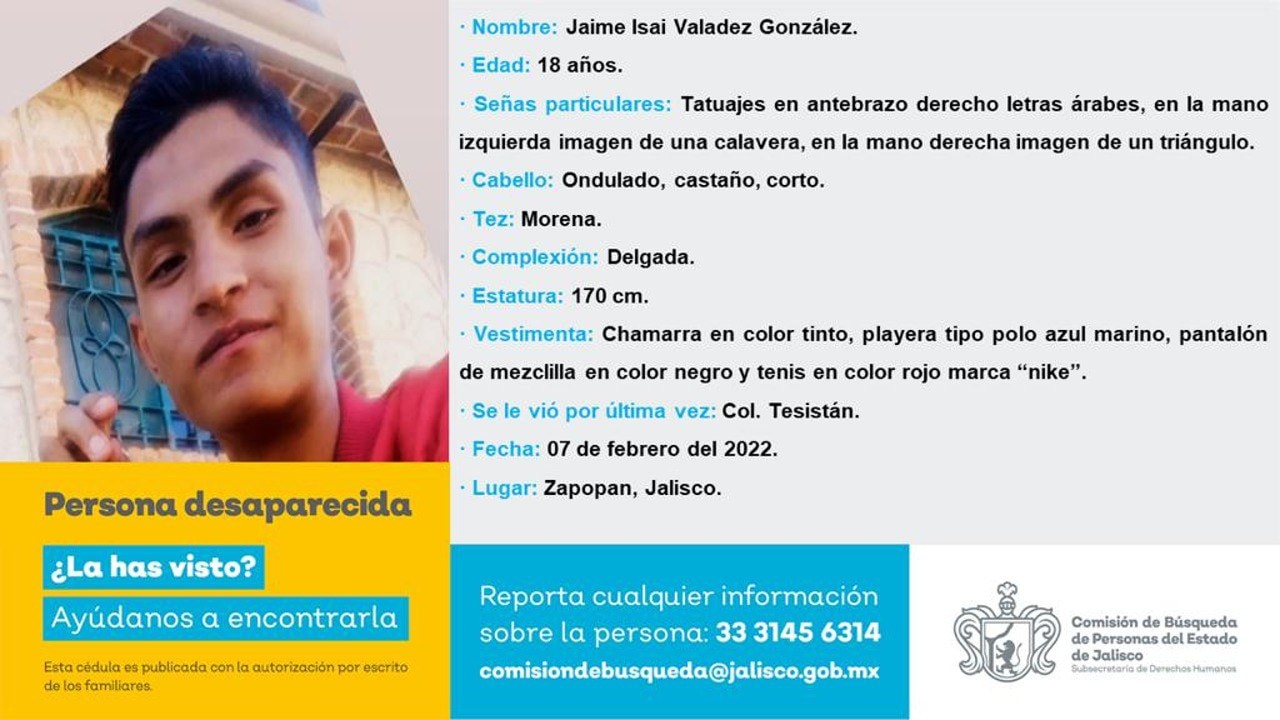 · Nombre: Jaime Isai Valadez González.
· Edad: 18 años.
· Señas particulares: Tatuajes en antebrazo derecho letras árabes, en la mano
izquierda imagen de una calavera, en la mano derecha imagen de un triángulo.
· Cabello: Ondulado, castaño, corto.
· Tez: Morena.
· Complexión: Delgada.
· Estatura: 170 cm.
· Vestimenta: Chamarra en color tinto, playera tipo polo azul marino, pantalón
de mezclilla en color negro y tenis en color rojo marca “nike”.
· Se le vió por última vez: Col. Tesistán.
· Fecha: 07 de febrero del 2022.
· Lugar: Zapopan, Jalisco.
Persona desaparecida
¿La has visto?
Ayúdanos a encontrarla
Esta cédula es publicada con la autorización por escrito
de los familiares.
Reporta cualquier información
sobre la persona: 33 3145 6314
comisiondebusqueda@jalisco.gob.mx
Comisión de Búsqueda
de Personas del Estado
de Jalisco
Subsecretaría de Derechos Humanos